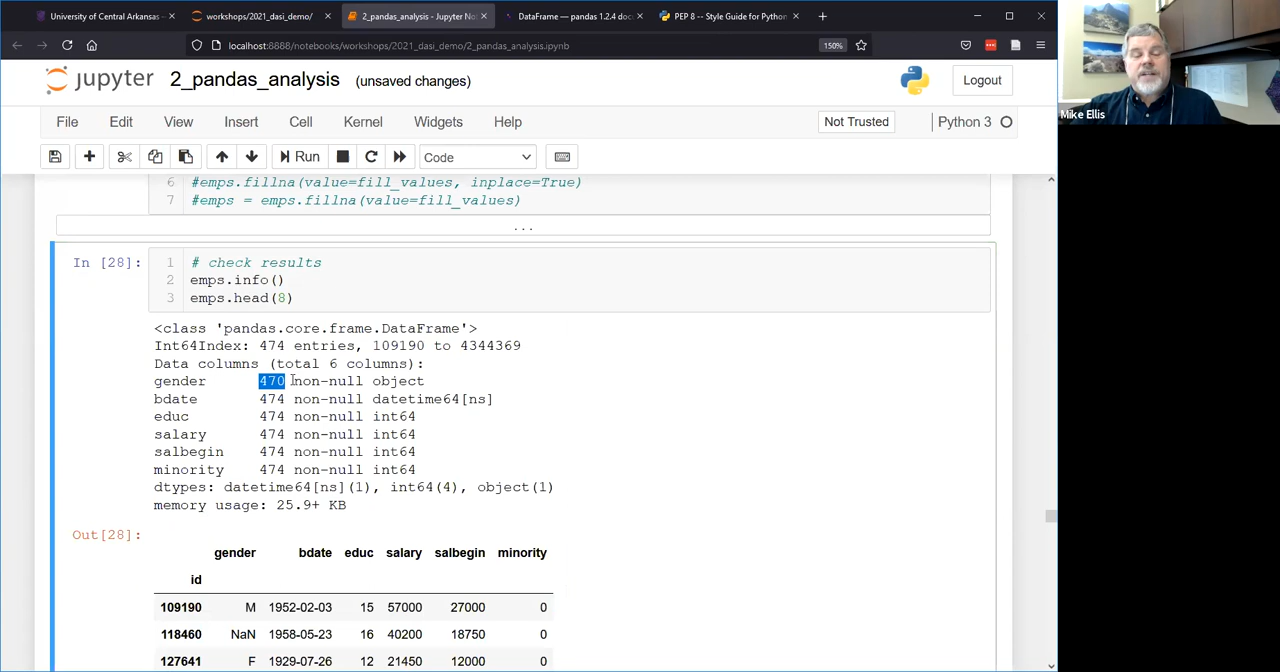 University of Central Arkansas
workshops/2021_dasi_demo/
2_pandas_analysis - Jupyter No
DataFrame — pandas 1.2.4 doc
PEP 8 -- Style Guide for Python
localhost:8888/notebooks/workshops/2021_dasi_demo/2_pandas_analysis.ipynb
150%
jupyter 2_pandas_analysis (unsaved changes)
Logout
File Edit View Insert Cell Kernel Widgets Help
Not Trusted
Python 3
Run
Code
6 #emps.fillna(value=fill_values, inplace=True)
7 #emps = emps.fillna(value=fill_values)
...
In [28]:
1 # check results
2 emps.info()
3 emps.head(8)
<class 'pandas.core.frame.DataFrame'>
Int64Index: 474 entries, 109190 to 4344369
Data columns (total 6 columns):
gender 470 non-null object
bdate 474 non-null datetime64[ns]
educ 474 non-null int64
salary 474 non-null int64
salbegin 474 non-null int64
minority 474 non-null int64
dtypes: datetime64[ns](1), int64(4), object(1)
memory usage: 25.9+ KB
Out[28]:
gender bdate educ salary salbegin minority
id
109190 M 1952-02-03 15 57000 27000 0
118460 NaN 1958-05-23 16 40200 18750 0
127641 F 1929-07-26 12 21450 12000 0
Mike Ellis